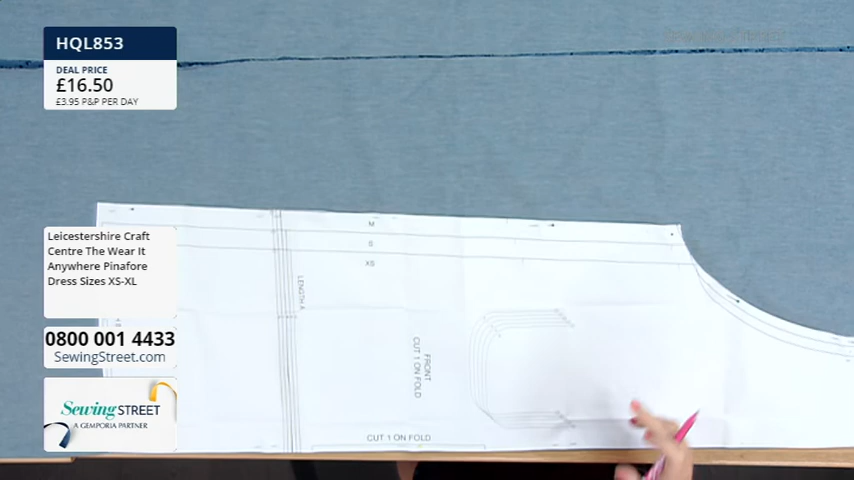 HQL853
DEAL PRICE
£16.50
£3.95 P&P PER DAY
Leicestershire Craft
Centre The Wear It
Anywhere Pinafore
Dress Sizes XS-XL
0800 001 4433
SewingStreet.com
Sewing STREET
A GEMPORIA PARTNER
M
S
XS
LENGTH A
FRONT
CUT 1 ON FOLD
CUT 1 ON FOLD